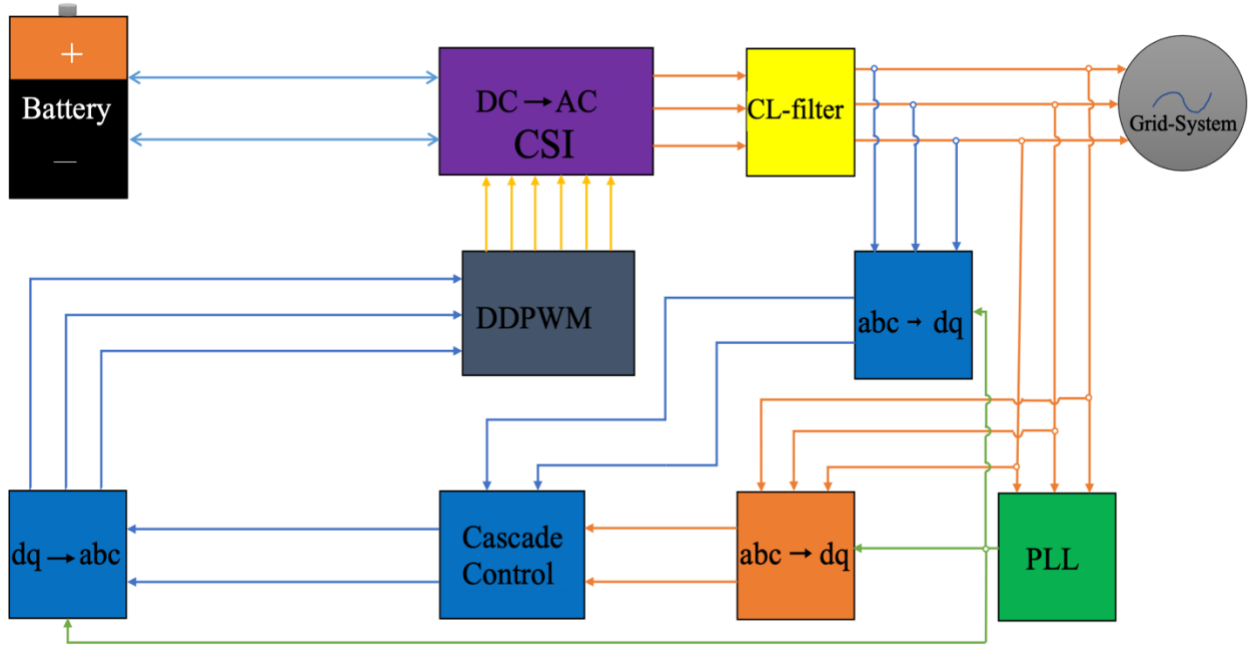 +
Battery
—
DC → AC
CSI
CL-filter
Grid-System
DDPWM
abc → dq
dq → abc
Cascade
Control
abc → dq
PLL